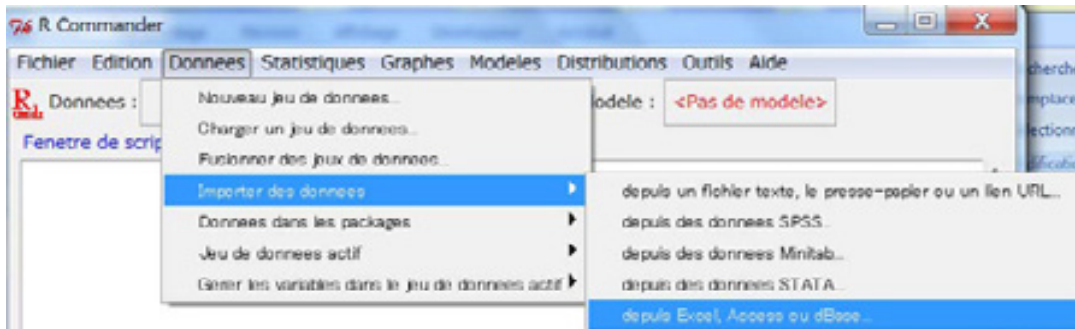 R Commander
Fichier Edition Donnees Statistiques Graphes Modeles Distributions Outils Aide
Donnees :
odele : <Pas de modele>
Fenetre de scrip
Nouveau jeu de donnees...
Charger un jeu de donnees...
Fusionner des jeux de donnees...
Importer des donnees
Donnees dans les packages
Jeu de donnees actif
Gerer les variables dans le jeu de donnees actif
depuis un fichier texte, le presse-papier ou un lien URL...
depuis des donnees SPSS...
depuis des donnees Minitab...
depuis des donnees STATA...
depuis Excel, Access ou dBase...
cherche
mplace
lection